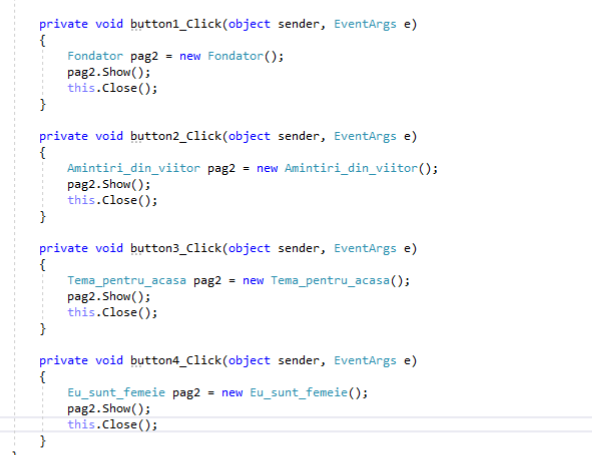 private void button1_Click(object sender, EventArgs e)
{
Fondator pag2 = new Fondator();
pag2.Show();
this.Close();
}
private void button2_Click(object sender, EventArgs e)
{
Amintiri_din_viitor pag2 = new Amintiri_din_viitor();
pag2.Show();
this.Close();
}
private void button3_Click(object sender, EventArgs e)
{
Tema_pentru_acasa pag2 = new Tema_pentru_acasa();
pag2.Show();
this.Close();
}
private void button4_Click(object sender, EventArgs e)
{
Eu_sunt_femeie pag2 = new Eu_sunt_femeie();
pag2.Show();
this.Close();
}